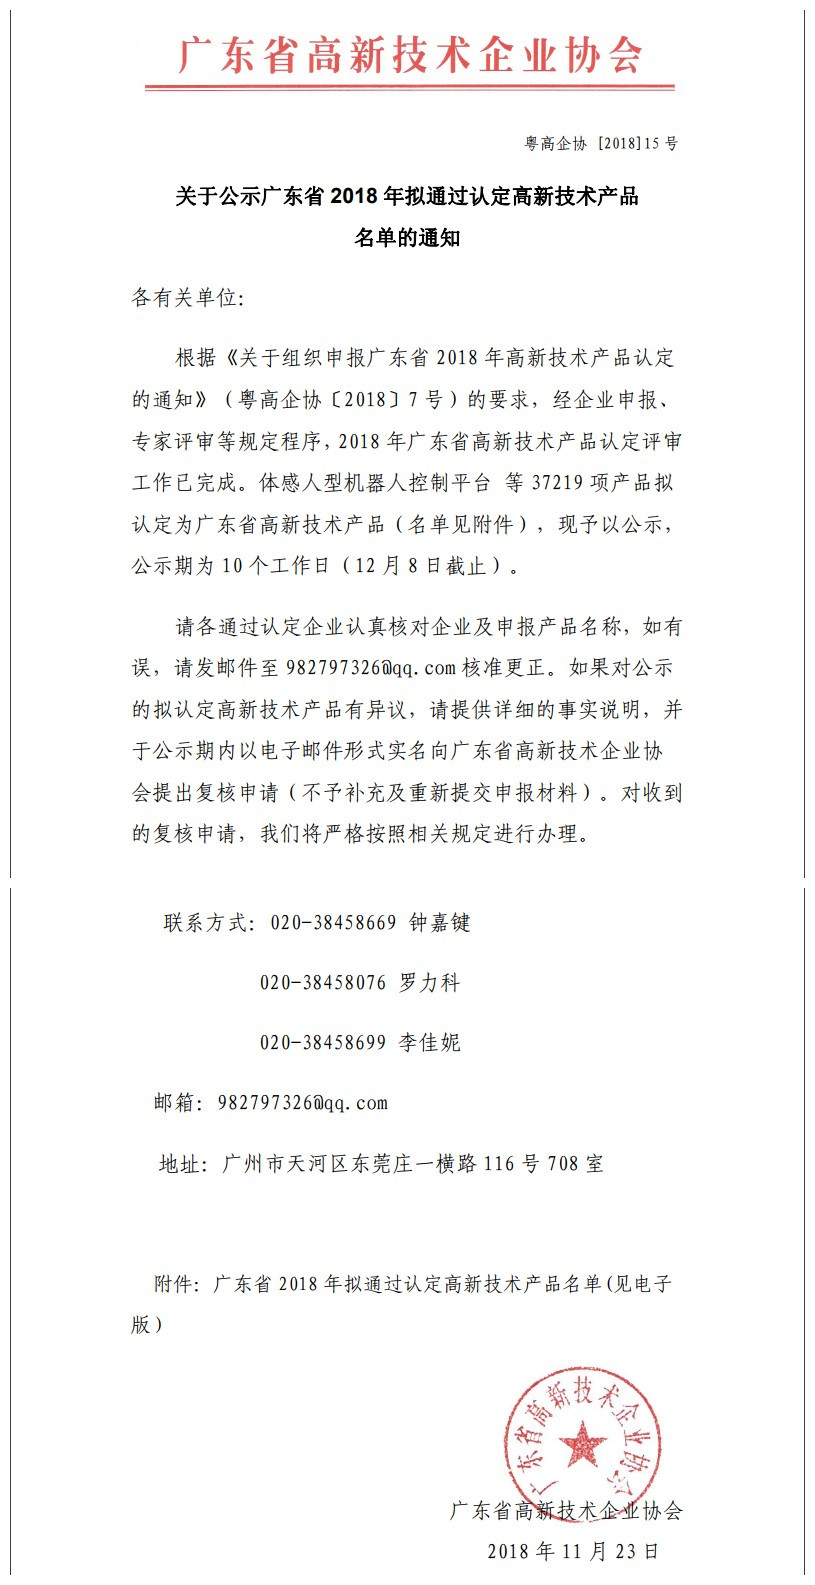 广东省高新技术企业协会
粤高企协 [2018]15 号
关于公示广东省 2018 年拟通过认定高新技术产品
名单的通知
各有关单位：
根据《关于组织申报广东省 2018 年高新技术产品认定
的通知》（粤高企协〔2018〕7 号）的要求，经企业申报、
专家评审等规定程序，2018 年广东省高新技术产品认定评审
工作已完成。体感人型机器人控制平台 等 37219 项产品拟
认定为广东省高新技术产品（名单见附件），现予以公示，
公示期为 10 个工作日（12 月 8 日截止）。
请各通过认定企业认真核对企业及申报产品名称，如有
误，请发邮件至 982797326@qq.com 核准更正。如果对公示
的拟认定高新技术产品有异议，请提供详细的事实说明，并
于公示期内以电子邮件形式实名向广东省高新技术企业协
会提出复核申请（不予补充及重新提交申报材料）。对收到
的复核申请，我们将严格按照相关规定进行办理。
联系方式：020-38458669 钟嘉键
020-38458076 罗力科
020-38458699 李佳妮
邮箱：982797326@qq.com
地址：广州市天河区东莞庄一横路 116 号 708 室
附件：广东省 2018 年拟通过认定高新技术产品名单(见电子
版）
广东省高新技术企业协会
广东省高新技术企业协会
2018 年 11 月 23 日